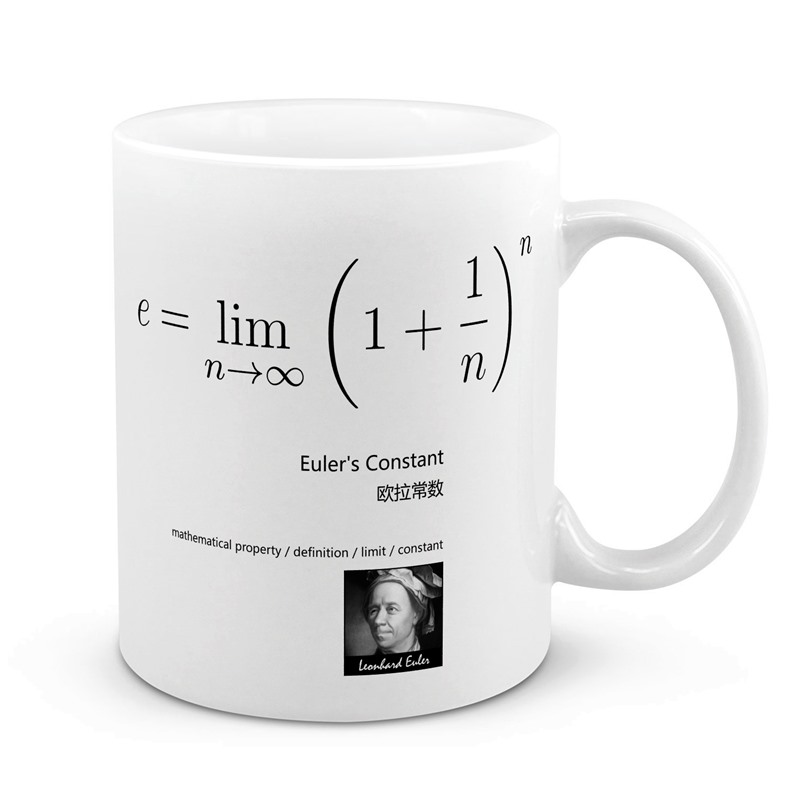 e = lim n→∞ (1 + 1/n)^n
Euler's Constant
欧拉常数
mathematical property / definition / limit / constant
Leonhard Euler